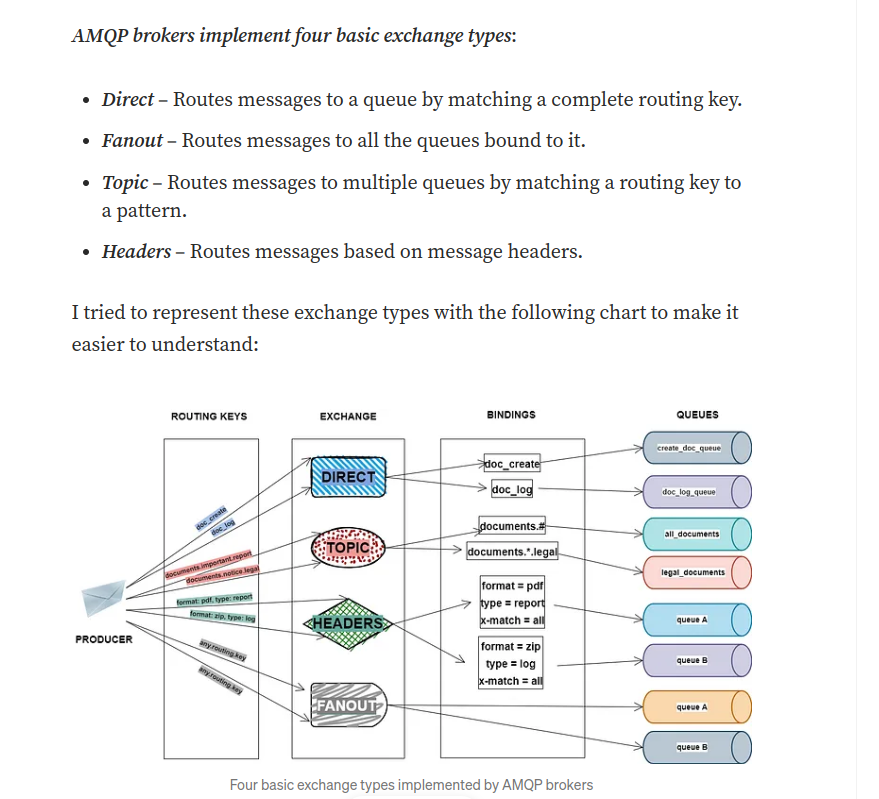 AMQP brokers implement four basic exchange types:
• Direct – Routes messages to a queue by matching a complete routing key.
• Fanout – Routes messages to all the queues bound to it.
• Topic – Routes messages to multiple queues by matching a routing key to
a pattern.
• Headers – Routes messages based on message headers.
I tried to represent these exchange types with the following chart to make it
easier to understand:
ROUTING KEYS
EXCHANGE
BINDINGS
QUEUES
PRODUCER
doc_create
doc_log
documents.important.report
documents.notice.legal
format: pdf, type: report
format: zip, type: log
any.routing.key
any.routing.key
DIRECT
TOPIC
HEADERS
FANOUT
doc_create
doc_log
documents.#
documents.*.legal
format = pdf
type = report
x-match = all
format = zip
type = log
x-match = all
create_doc_queue
doc_log_queue
all_documents
legal_documents
queue A
queue B
queue A
queue B
Four basic exchange types implemented by AMQP brokers